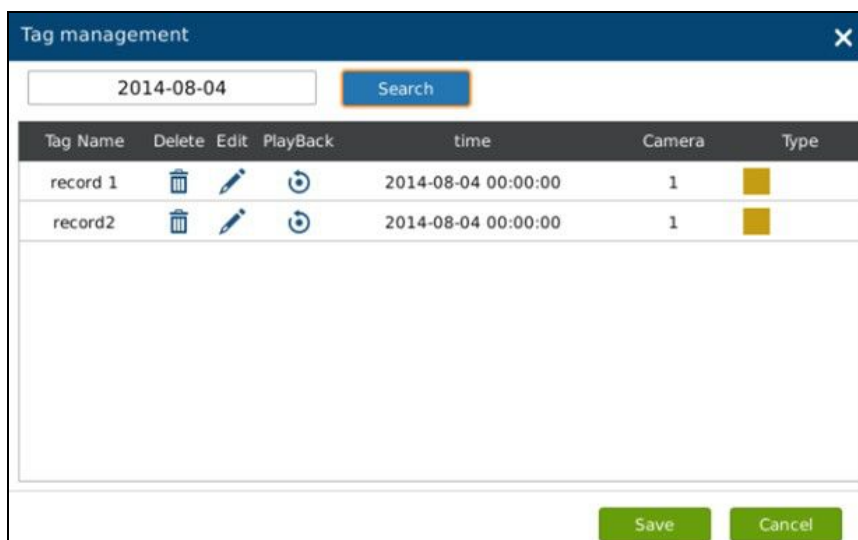 Tag management
2014-08-04 Search
Tag Name Delete Edit PlayBack time Camera Type
record 1 2014-08-04 00:00:00 1
record2 2014-08-04 00:00:00 1
Save Cancel